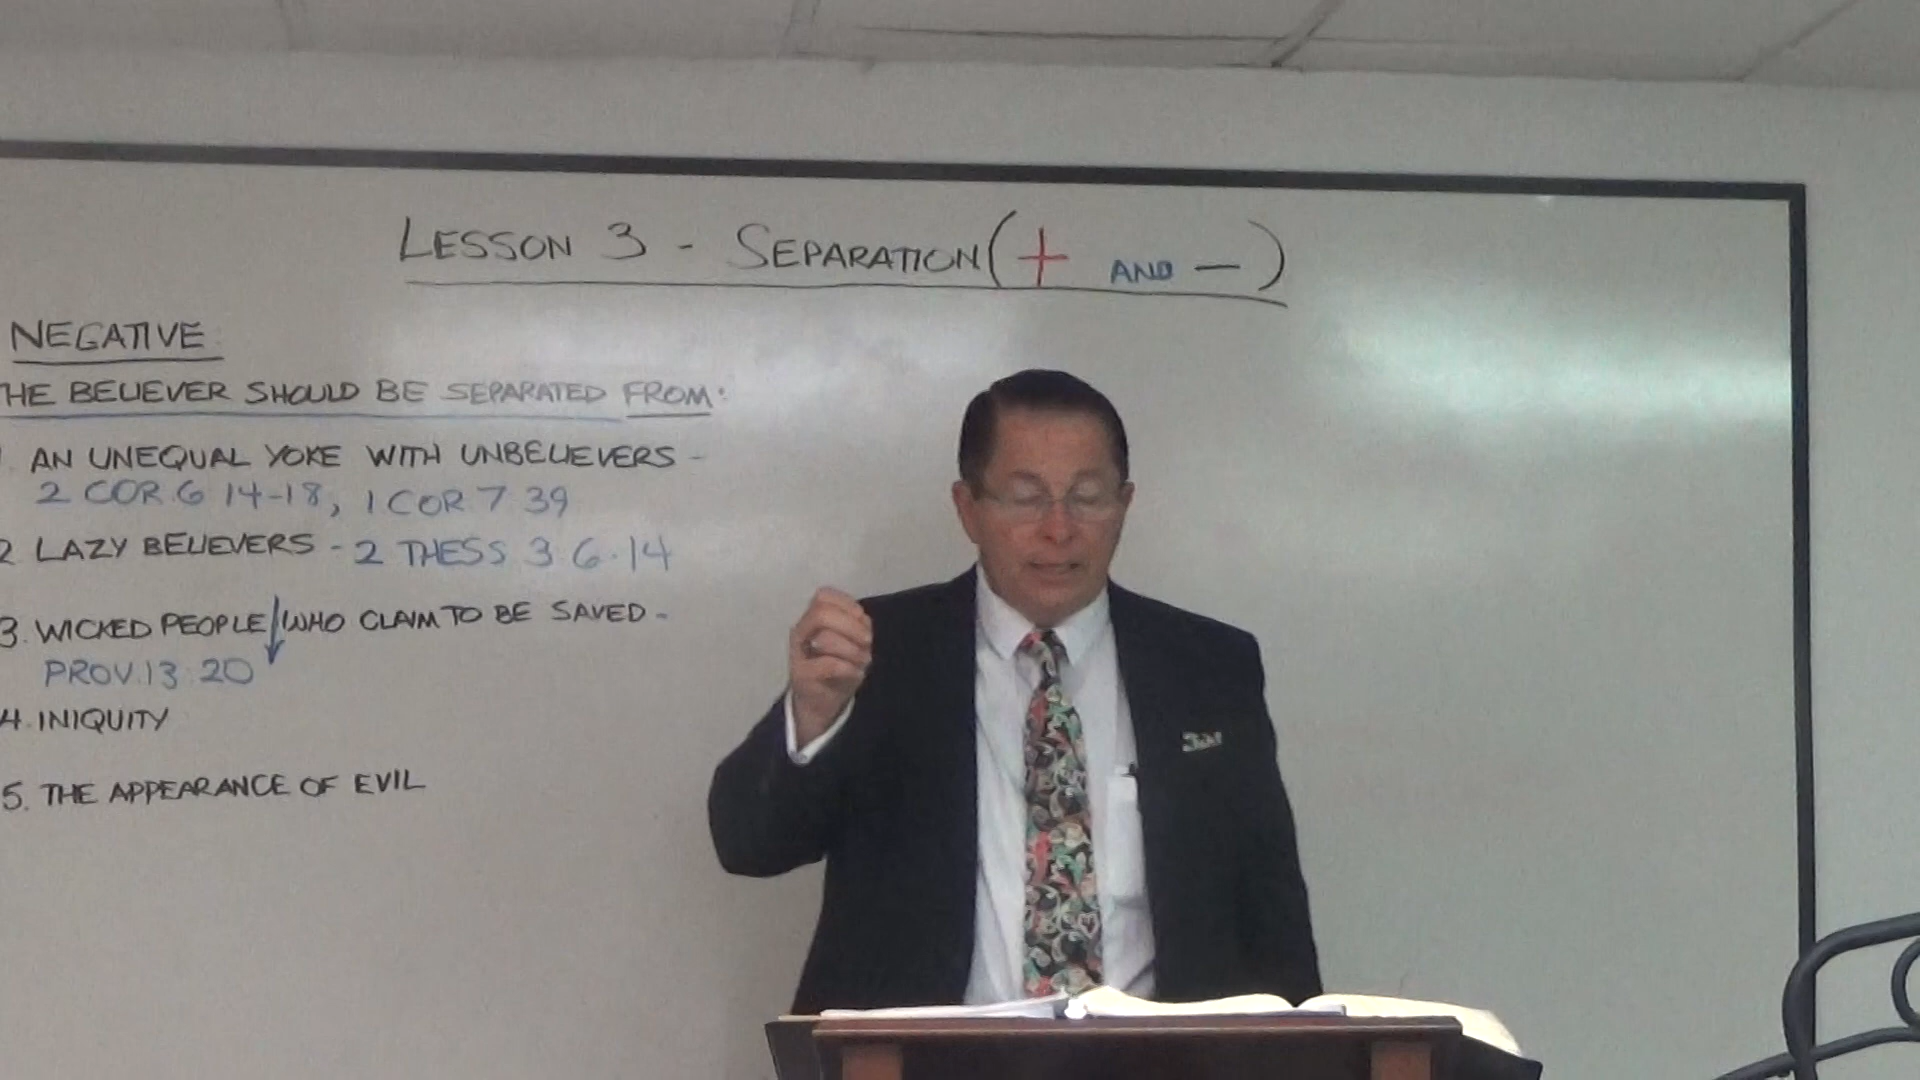 LESSON 3 - SEPARATION (+ AND -)
NEGATIVE
THE BELIEVER SHOULD BE SEPARATED FROM:
1. AN UNEQUAL YOKE WITH UNBELIEVERS -
2 COR 6 14-18, 1 COR 7 39
2 LAZY BELIEVERS - 2 THESS 3 6-14
3. WICKED PEOPLE/WHO CLAIM TO BE SAVED -
PROV. 13 20
4. INIQUITY
5. THE APPEARANCE OF EVIL